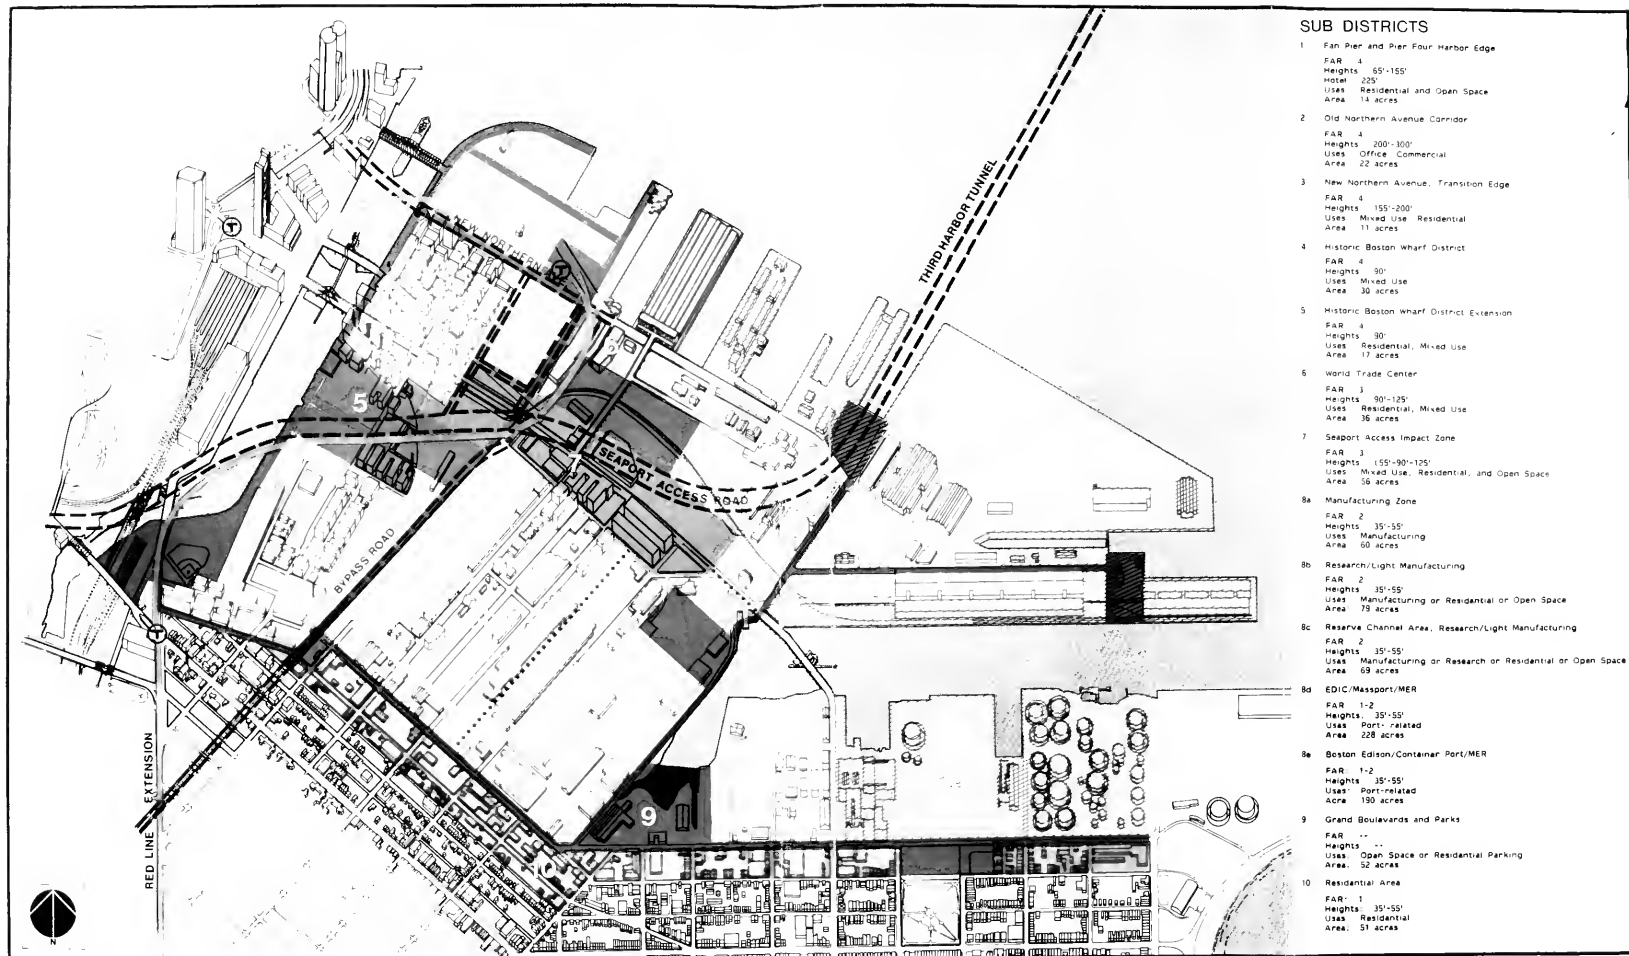 SUB DISTRICTS
1 Fan Pier and Pier Four Harbor Edge
FAR 4
Heights 65'-155'
Hotel 225'
Uses Residential and Open Space
Area 14 acres
2 Old Northern Avenue Corridor
FAR 4
Heights 200'-300'
Uses Office Commercial
Area 22 acres
3 New Northern Avenue, Transition Edge
FAR 4
Heights 155'-200'
Uses Mixed Use Residential
Area 11 acres
4 Historic Boston Wharf District
FAR 4
Heights 90'
Uses Mixed Use
Area 30 acres
5 Historic Boston Wharf District Extension
FAR 4
Heights 90'
Uses Residential, Mixed Use
Area 17 acres
6 World Trade Center
FAR 3
Heights 90'-125'
Uses Residential, Mixed Use
Area 36 acres
7 Seaport Access Impact Zone
FAR 3
Heights (55'-90'-125'
Uses Mixed Use, Residential, and Open Space
Area 56 acres
8a Manufacturing Zone
FAR 2
Heights 35'-55'
Uses Manufacturing
Area 60 acres
8b Research/Light Manufacturing
FAR 2
Heights 35'-55'
Uses Manufacturing or Residential or Open Space
Area 79 acres
8c Reserve Channel Area, Research/Light Manufacturing
FAR 2
Heights 35'-55'
Uses Manufacturing or Research or Residential or Open Space
Area 69 acres
8d EDIC/Massport/MER
FAR 1-2
Heights. 35'-55'
Uses Port-related
Area 228 acres
8e Boston Edison/Container Port/MER
FAR 1-2
Heights 35'-55'
Uses Port-related
Acre 190 acres
9 Grand Boulevards and Parks
FAR --
Heights --
Uses. Open Space or Residential Parking
Area. 52 acres
10 Residential Area
FAR 1
Heights 35'-55'
Uses Residential
Area. 51 acres
THIRD HARBOR TUNNEL
NEW NORTHERN
T
T
T
5
SEAPORT ACCESS ROAD
BYPASS ROAD
RED LINE EXTENSION
9
10
N